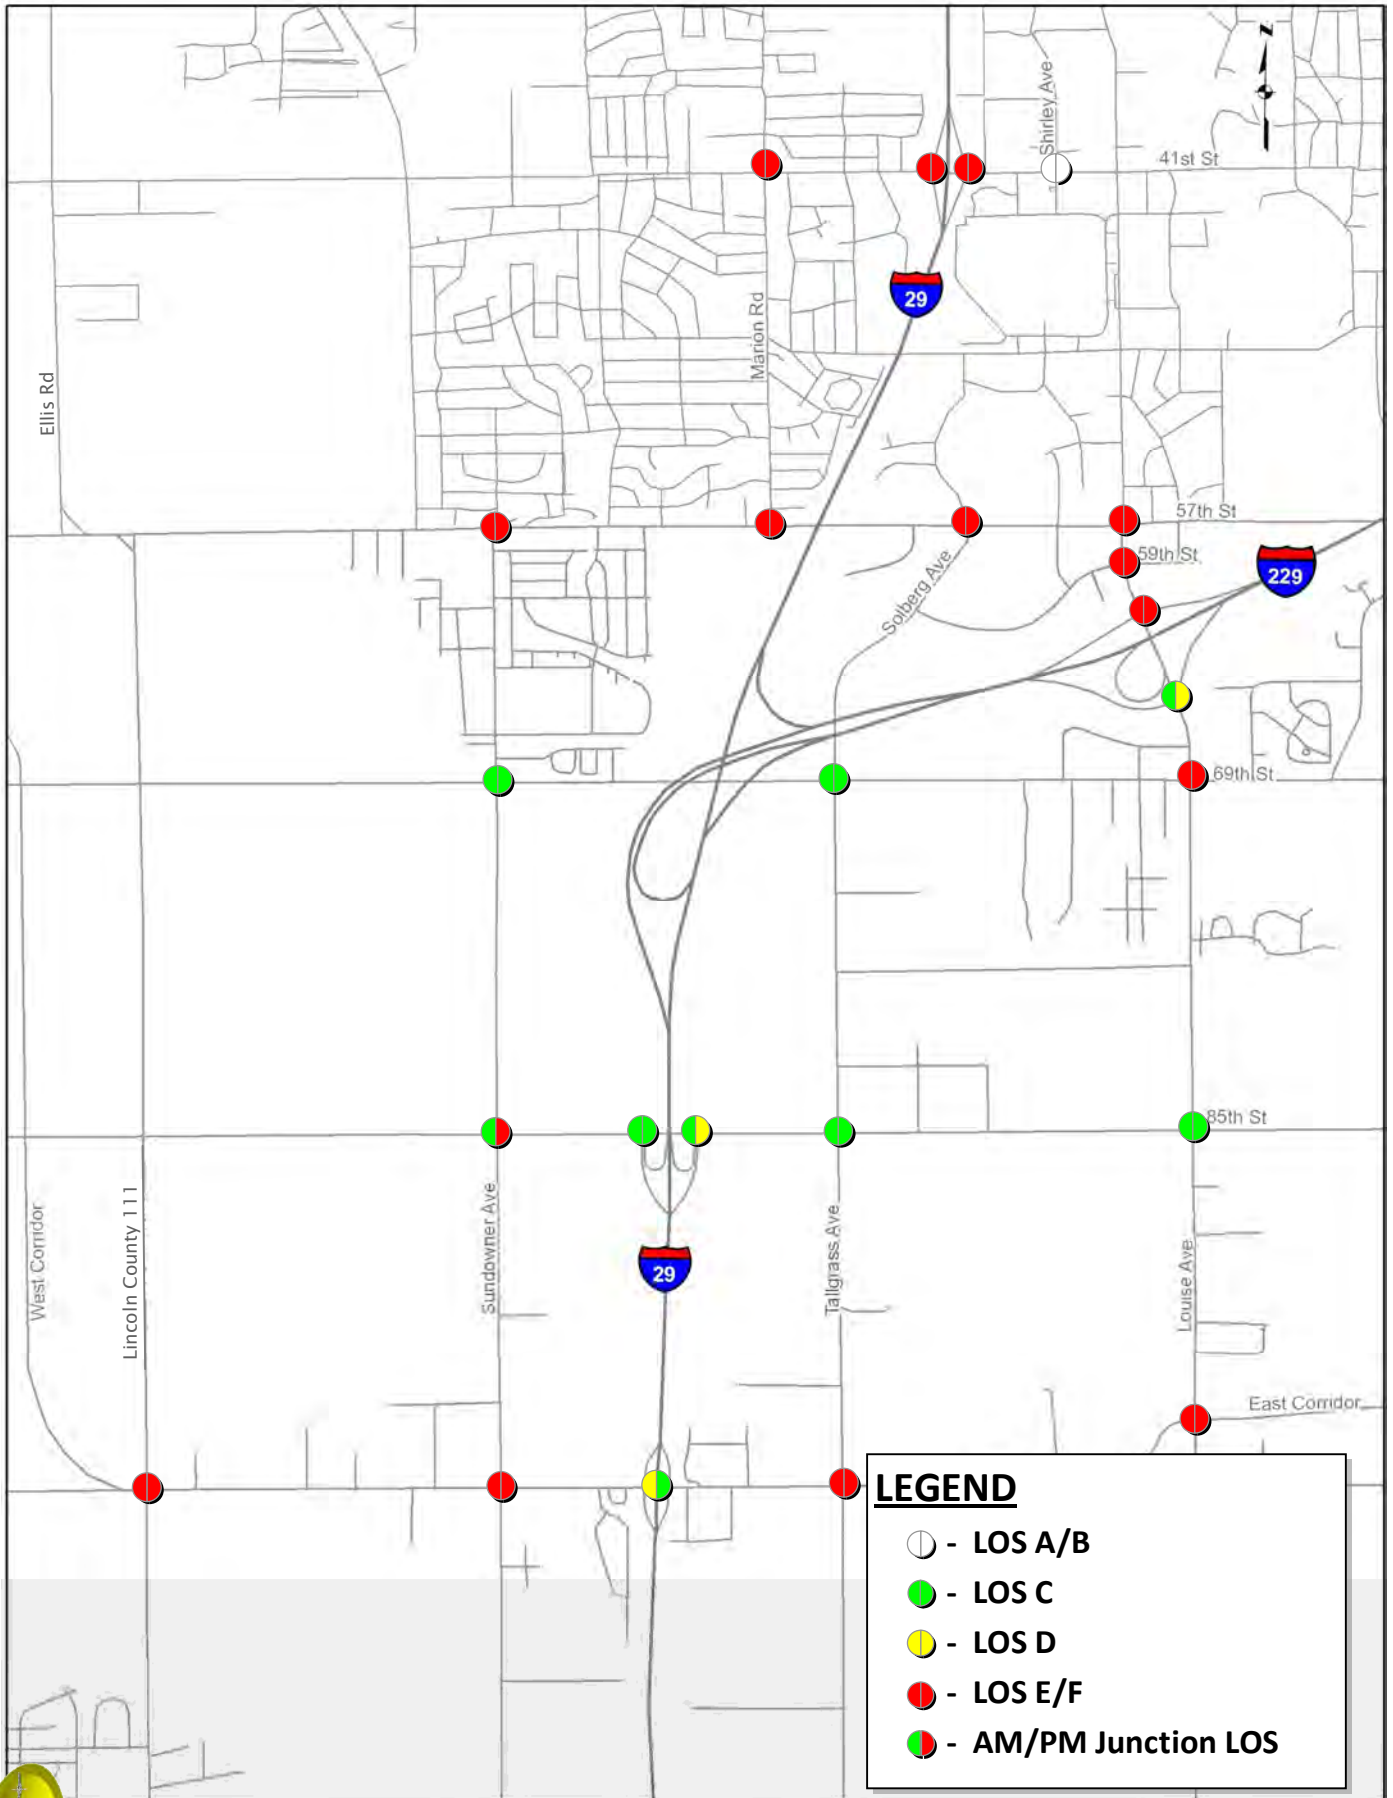 N
Shirley Ave
41st St
29
Marion Rd
Ellis Rd
57th St
59th St
229
Solberg Ave
69th St
85th St
West Corridor
Lincoln County 111
Sundowner Ave
29
Tallgrass Ave
Louise Ave
East Corridor
LEGEND
- LOS A/B
- LOS C
- LOS D
- LOS E/F
- AM/PM Junction LOS